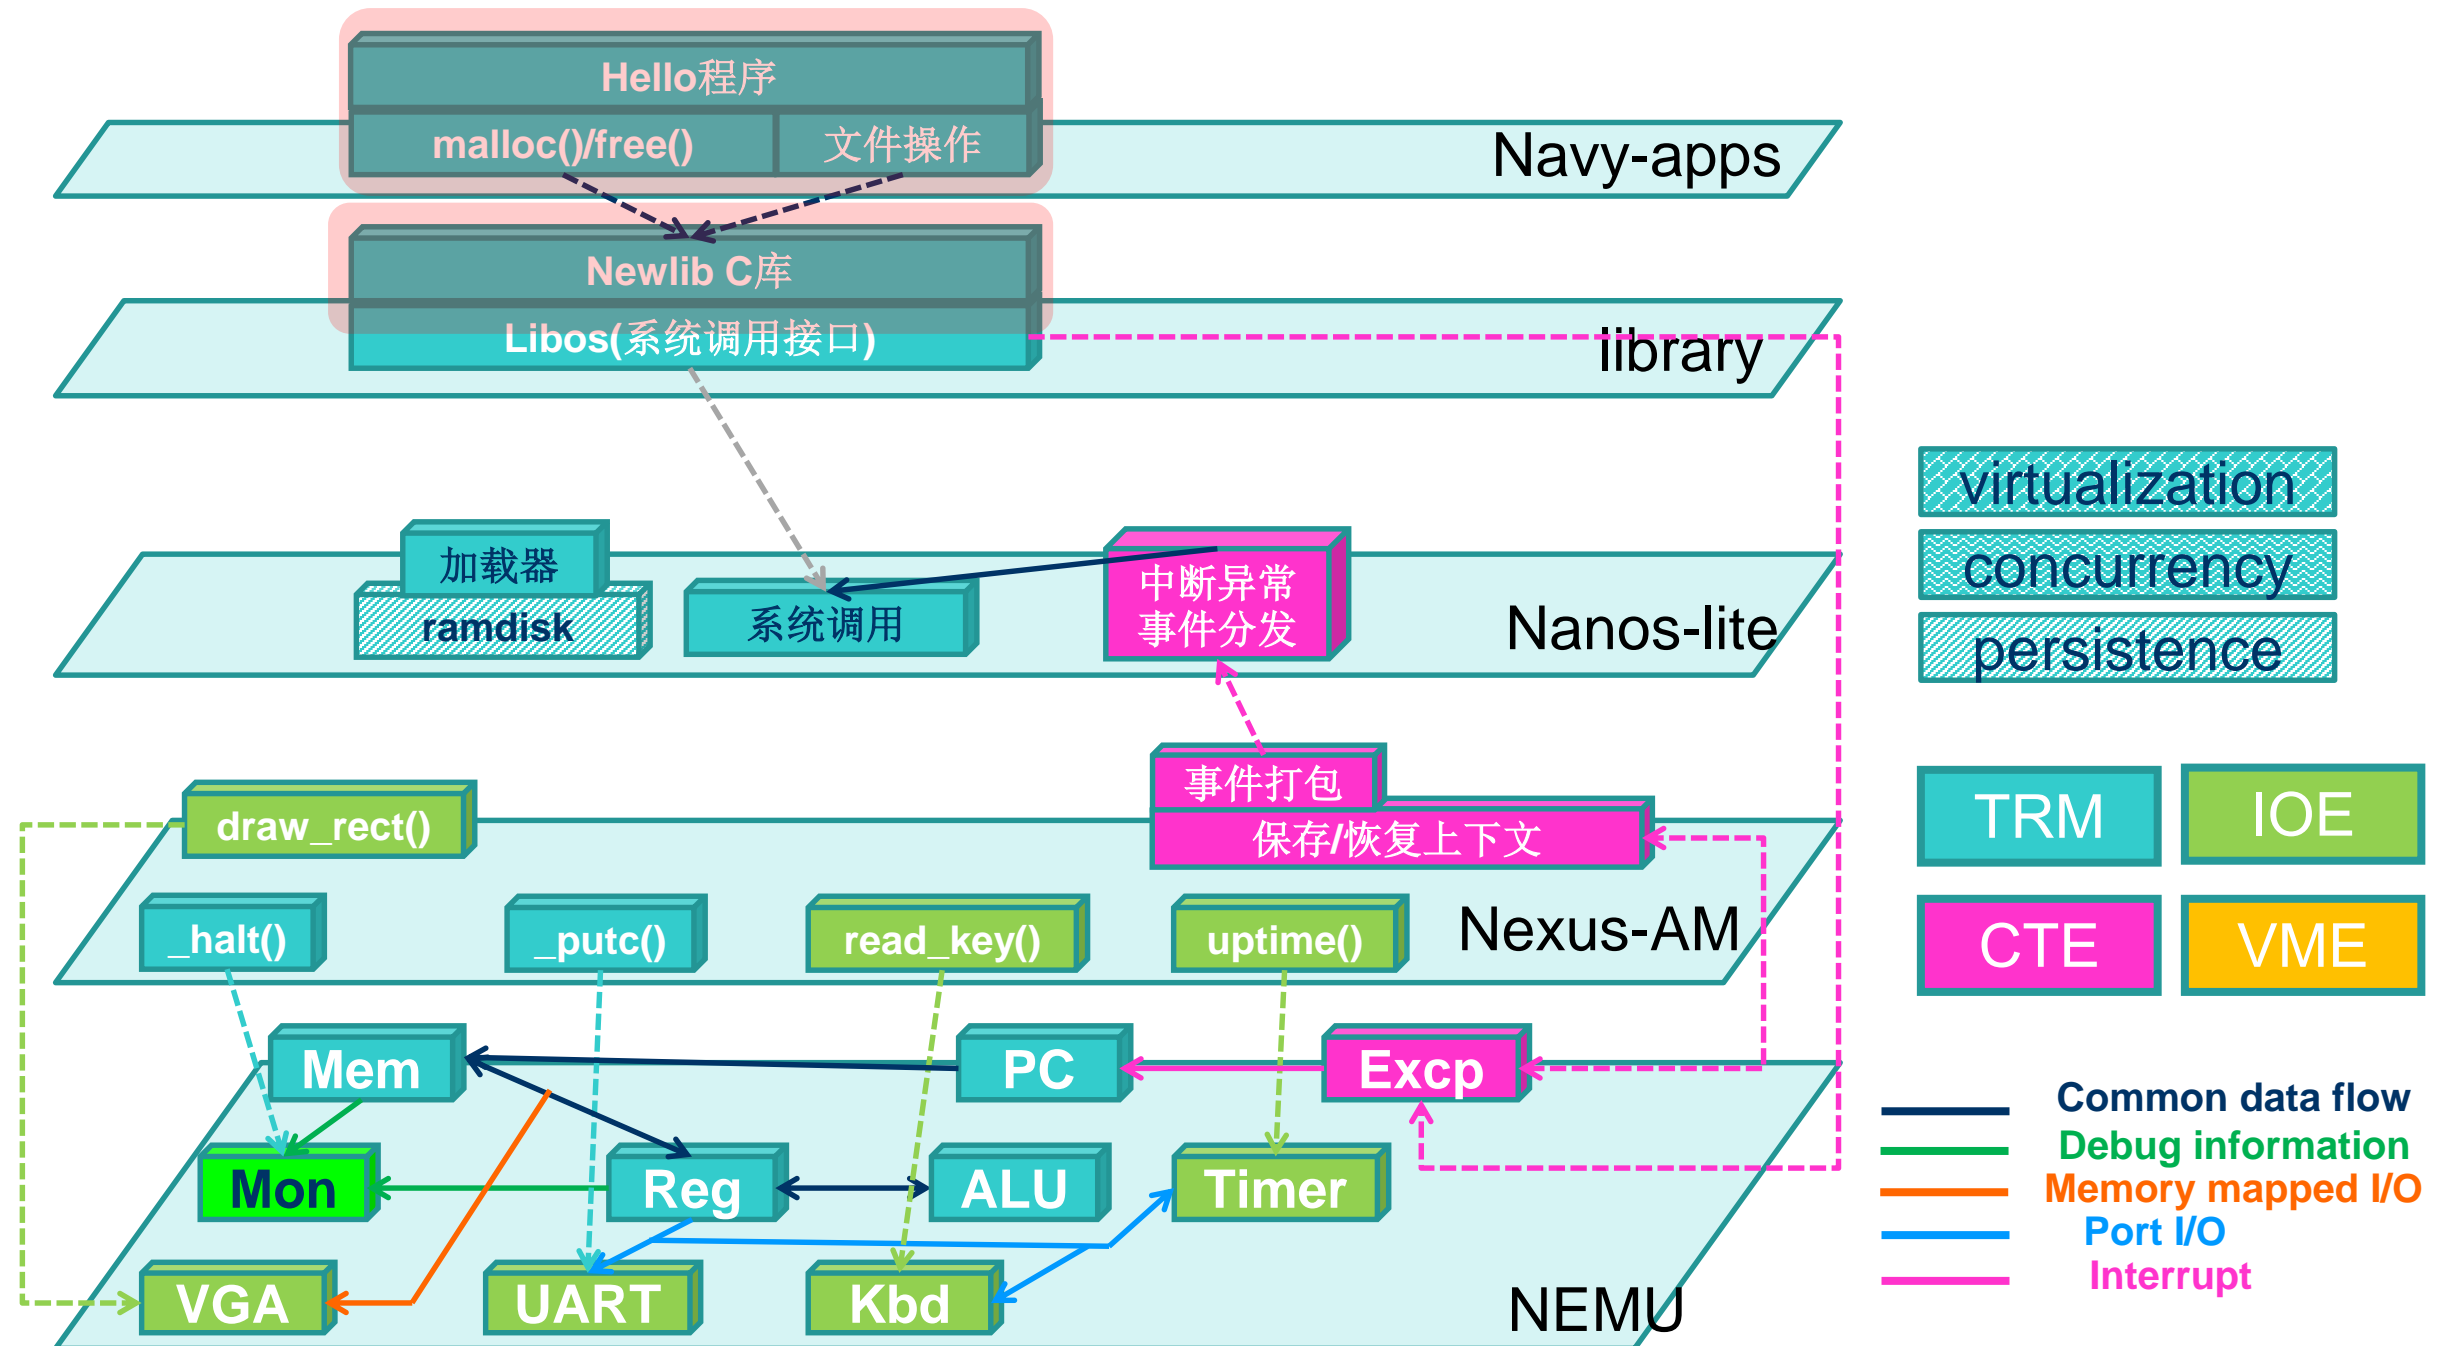 Hello程序
malloc()/free()
文件操作
Navy-apps
Newlib C库
Libos(系统调用接口)
library
加载器
ramdisk
系统调用
中断异常
事件分发
Nanos-lite
virtualization
concurrency
persistence
事件打包
保存/恢复上下文
draw_rect()
_halt()
_putc()
read_key()
uptime()
Nexus-AM
TRM
IOE
CTE
VME
Mem
PC
Excp
Mon
Reg
ALU
Timer
VGA
UART
Kbd
NEMU
Common data flow
Debug information
Memory mapped I/O
Port I/O
Interrupt